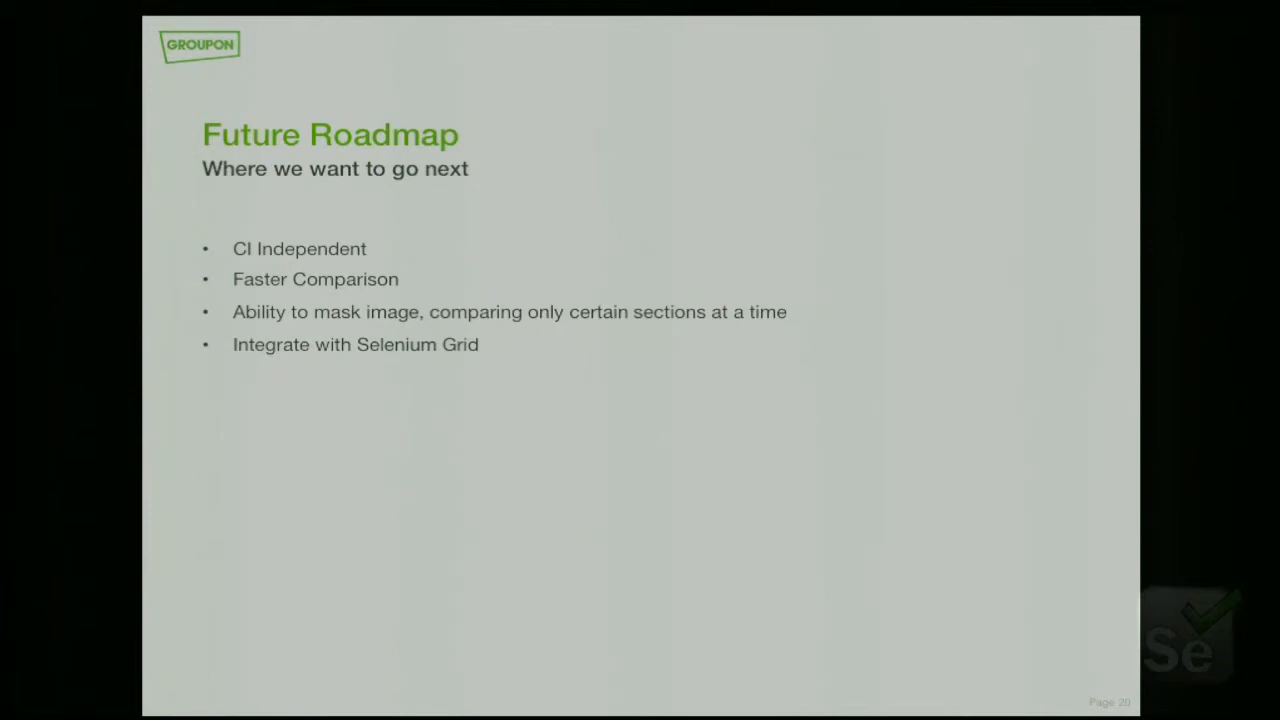 GROUPON
Future Roadmap
Where we want to go next
• CI Independent
• Faster Comparison
• Ability to mask image, comparing only certain sections at a time
• Integrate with Selenium Grid
Se
Page 20